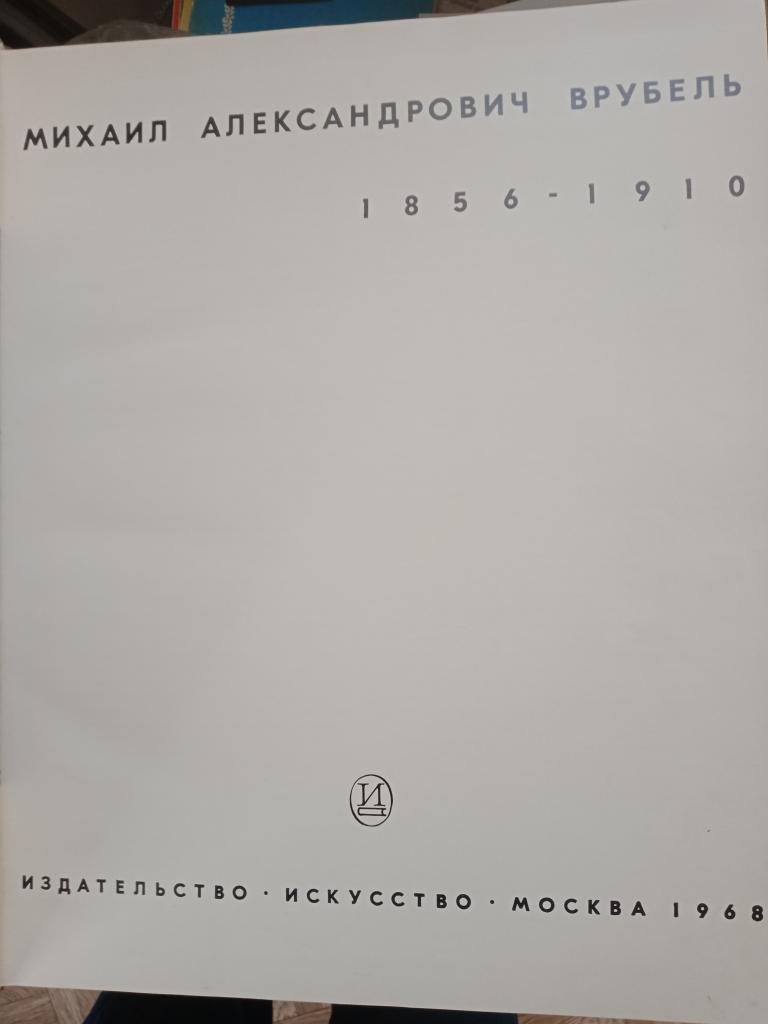 МИХАИЛ АЛЕКСАНДРОВИЧ ВРУБЕЛЬ
1856-1910
И
ИЗДАТЕЛЬСТВО · ИСКУССТВО · МОСКВА 1968